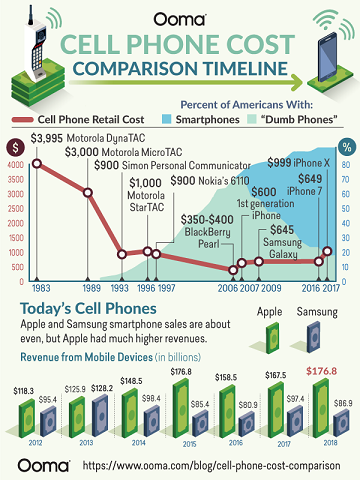 Ooma®
CELL PHONE COST
COMPARISON TIMELINE
Percent of Americans With:
Cell Phone Retail Cost
Smartphones
"Dumb Phones"
$
%
$3,995 Motorola DynaTAC
$3,000 Motorola MicroTAC
$900 Simon Personal Communicator
$1,000
Motorola
StarTAC
$900 Nokia's 6110
$350-$400
BlackBerry
Pearl
$600
1st generation
iPhone
$645
Samsung
Galaxy
$999 iPhone X
$649
iPhone 7
4000
3500
3000
2500
2000
1500
1000
500
0
80
70
60
50
40
30
20
10
0
1983
1989
1993
1996
1997
2006
2007
2009
2016
2017
Today's Cell Phones
Apple and Samsung smartphone sales are about
even, but Apple had much higher revenues.
Revenue from Mobile Devices (in billions)
Apple
Samsung
$118.3
$95.4
$125.9
$128.2
$148.5
$98.4
$176.8
$85.4
$158.5
$80.9
$167.5
$97.4
$176.8
$86.9
2012
2013
2014
2015
2016
2017
2018
Ooma®
https://www.ooma.com/blog/cell-phone-cost-comparison